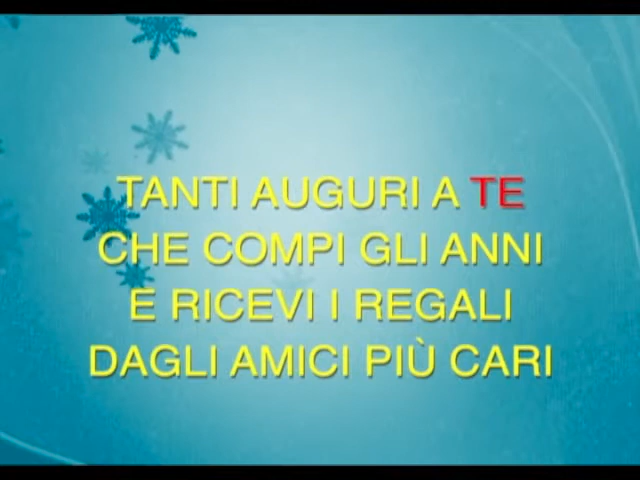 TANTI AUGURI A TE
CHE COMPI GLI ANNI
E RICEVI I REGALI
DAGLI AMICI PIÙ CARI